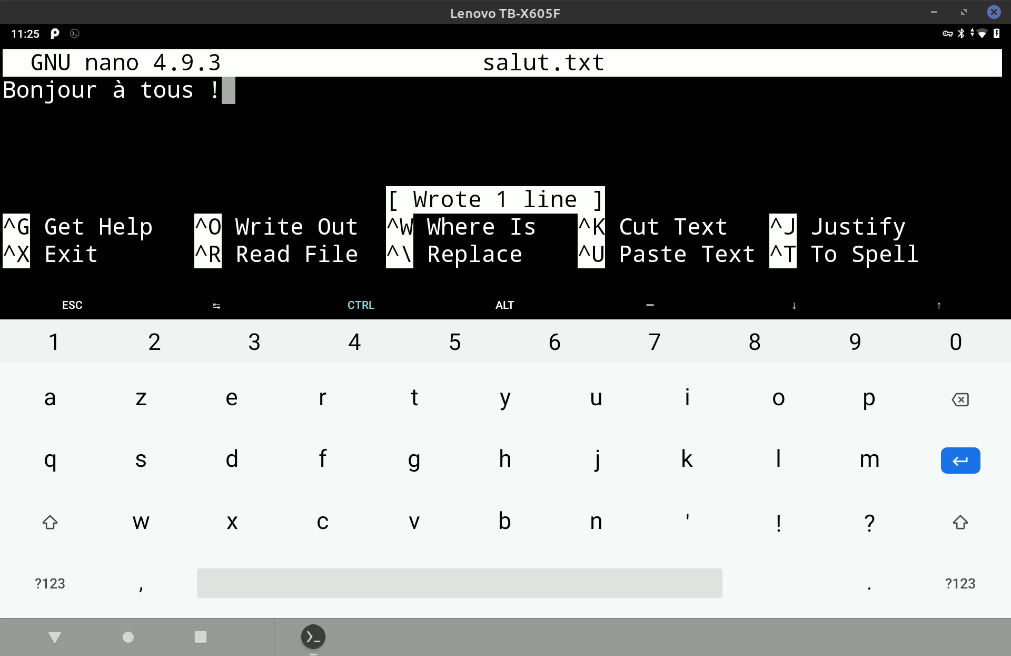 Lenovo TB-X605F
11:25
GNU nano 4.9.3 salut.txt
Bonjour à tous !
[ Wrote 1 line ]
^G Get Help ^O Write Out ^W Where Is ^K Cut Text ^J Justify
^X Exit ^R Read File ^\ Replace ^U Paste Text ^T To Spell
ESC ↹ CTRL ALT — ↓ ↑
1 2 3 4 5 6 7 8 9 0
a z e r t y u i o p
q s d f g h j k l m
w x c v b n ' ! ?
?123 , . ?123